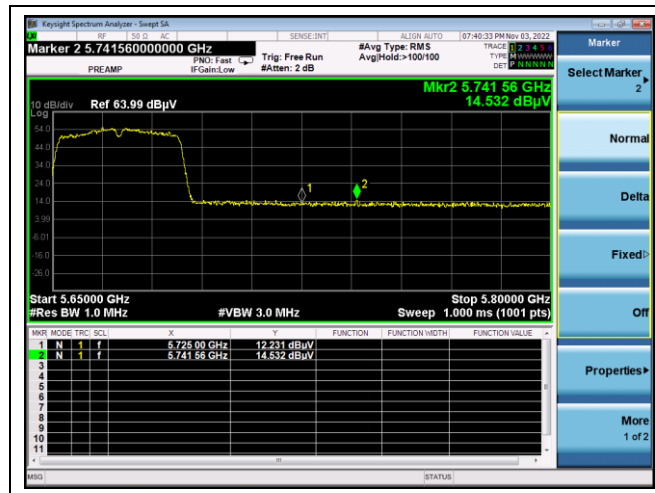 Keysight Spectrum Analyzer - Swept SA
RF 50 Ω AC SENSE:INT ALIGN AUTO 07:40:33 PM Nov 03, 2022
Marker 2 5.741560000000 GHz
PREAMP
PNO: Fast
IFGain:Low
Trig: Free Run
#Atten: 2 dB
#Avg Type: RMS
Avg|Hold:>100/100
TRACE 1 2 3 4 5 6
TYPE M WWWWW
DET P N N N N N
Mkr2 5.741 56 GHz
14.532 dBµV
10 dB/div Ref 63.99 dBµV
Log
54.0
44.0
34.0
24.0
14.0
3.99
-6.01
-16.0
-26.0
1
2
Start 5.65000 GHz Stop 5.80000 GHz
#Res BW 1.0 MHz #VBW 3.0 MHz Sweep 1.000 ms (1001 pts)
MKR MODE TRC SCL X Y FUNCTION FUNCTION WIDTH FUNCTION VALUE
1 N 1 f 5.725 00 GHz 12.231 dBµV
2 N 1 f 5.741 56 GHz 14.532 dBµV
3
4
5
6
7
8
9
10
11
MSG STATUS
Marker
Select Marker
2
Normal
Delta
Fixed
Off
Properties
More
1 of 2